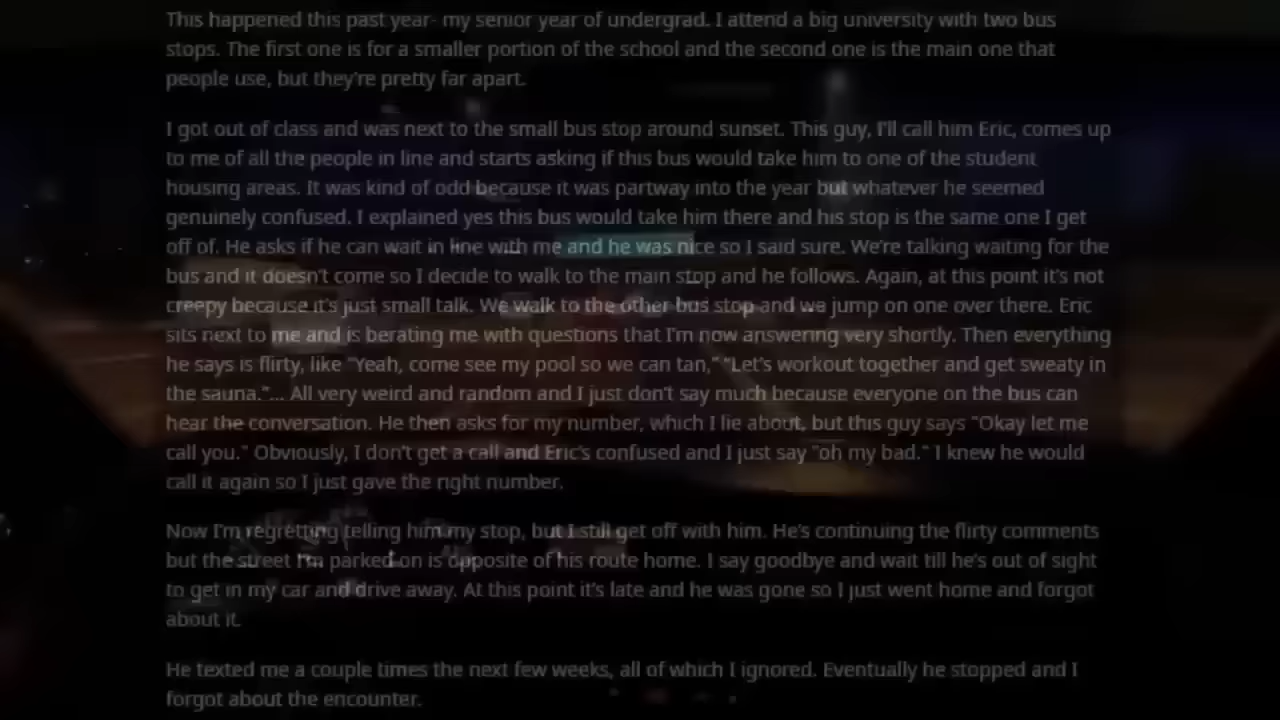 This happened this past year- my senior year of undergrad. I attend a big university with two bus
stops. The first one is for a smaller portion of the school and the second one is the main one that
people use, but they're pretty far apart.
I got out of class and was next to the small bus stop around sunset. This guy, I'll call him Eric, comes up
to me of all the people in line and starts asking if this bus would take him to one of the student
housing areas. It was kind of odd because it was partway into the year but whatever he seemed
genuinely confused. I explained yes this bus would take him there and his stop is the same one I get
off of. He asks if he can wait in line with me and he was nice so I said sure. We're talking waiting for the
bus and it doesn't come so I decide to walk to the main stop and he follows. Again, at this point it's not
creepy because it's just small talk. We walk to the other bus stop and we jump on one over there. Eric
sits next to me and is berating me with questions that I'm now answering very shortly. Then everything
he says is flirty, like "Yeah, come see my pool so we can tan," "Let's workout together and get sweaty in
the sauna."... All very weird and random and I just don't say much because everyone on the bus can
hear the conversation. He then asks for my number, which I lie about, but this guy says "Okay let me
call you." Obviously, I don't get a call and Eric's confused and I just say "oh my bad." I knew he would
call it again so I just gave the right number.
Now I'm regretting telling him my stop, but I still get off with him. He's continuing the flirty comments
but the street I'm parked on is opposite of his route home. I say goodbye and wait till he's out of sight
to get in my car and drive away. At this point it's late and he was gone so I just went home and forgot
about it.
He texted me a couple times the next few weeks, all of which I ignored. Eventually he stopped and I
forgot about the encounter.